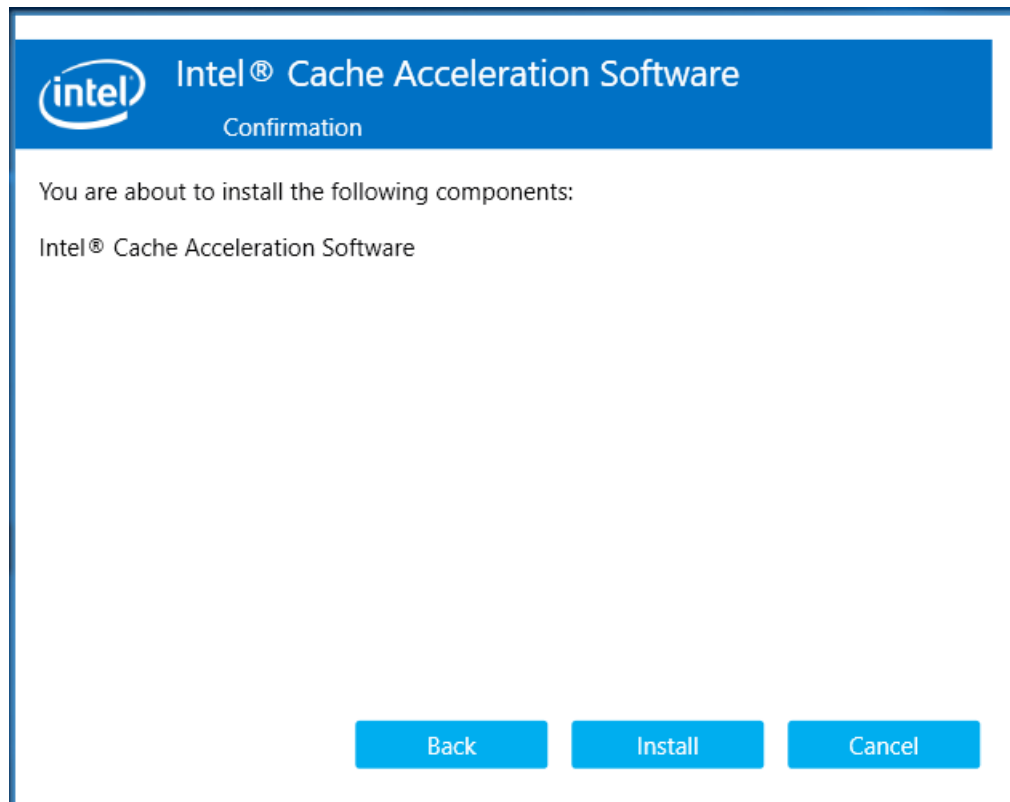 intel
Intel® Cache Acceleration Software
Confirmation
You are about to install the following components:
Intel® Cache Acceleration Software
Back
Install
Cancel